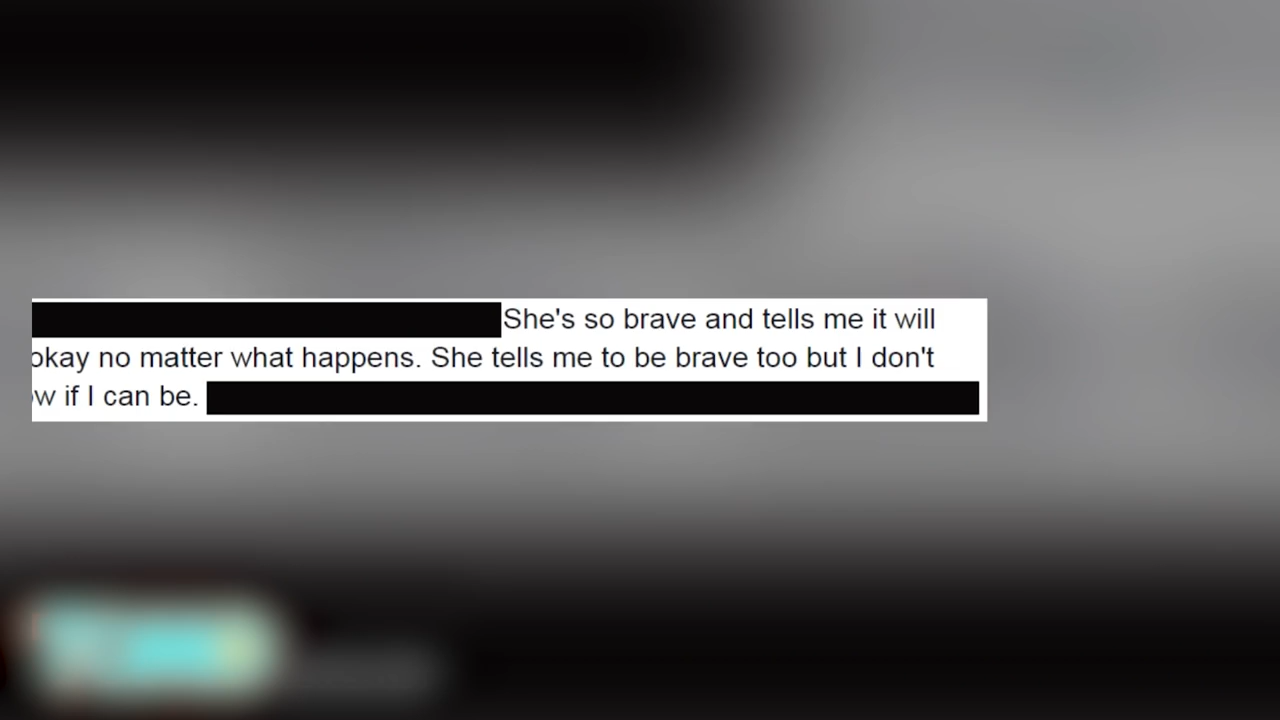 She's so brave and tells me it will
okay no matter what happens. She tells me to be brave too but I don't
if I can be.